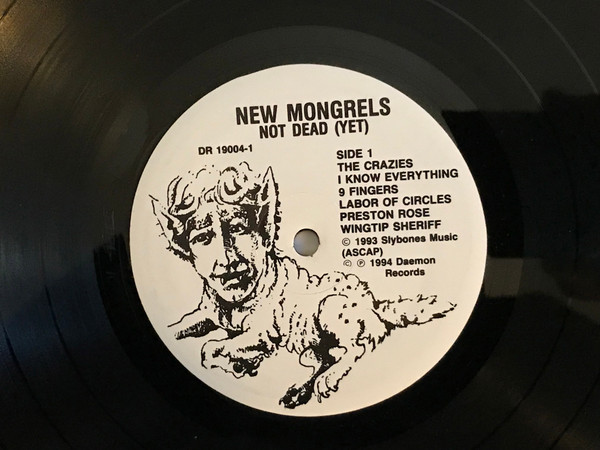 NEW MONGRELS
NOT DEAD (YET)
DR 19004-1
SIDE 1
THE CRAZIES
I KNOW EVERYTHING
9 FINGERS
LABOR OF CIRCLES
PRESTON ROSE
WINGTIP SHERIFF
© 1993 Slybones Music
(ASCAP)
© ℗ 1994 Daemon
Records